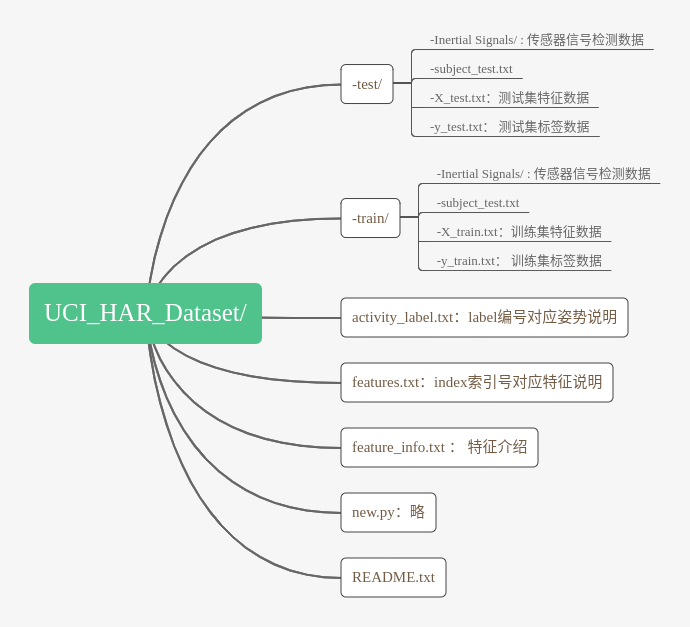 -Inertial Signals/ : 传感器信号检测数据
-subject_test.txt
-test/
-X_test.txt：测试集特征数据
-y_test.txt： 测试集标签数据
-Inertial Signals/ : 传感器信号检测数据
-subject_test.txt
-train/
-X_train.txt：训练集特征数据
-y_train.txt： 训练集标签数据
UCI_HAR_Dataset/
activity_label.txt：label编号对应姿势说明
features.txt：index索引号对应特征说明
feature_info.txt ： 特征介绍
new.py：略
README.txt